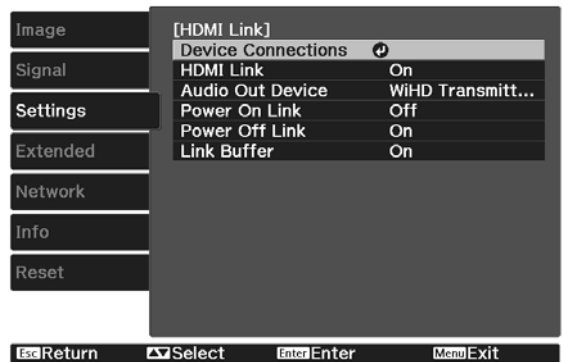 Image
Signal
Settings
Extended
Network
Info
Reset
[HDMI Link]
Device Connections
HDMI Link On
Audio Out Device WiHD Transmitt...
Power On Link Off
Power Off Link On
Link Buffer On
Esc Return Select Enter Enter Menu Exit